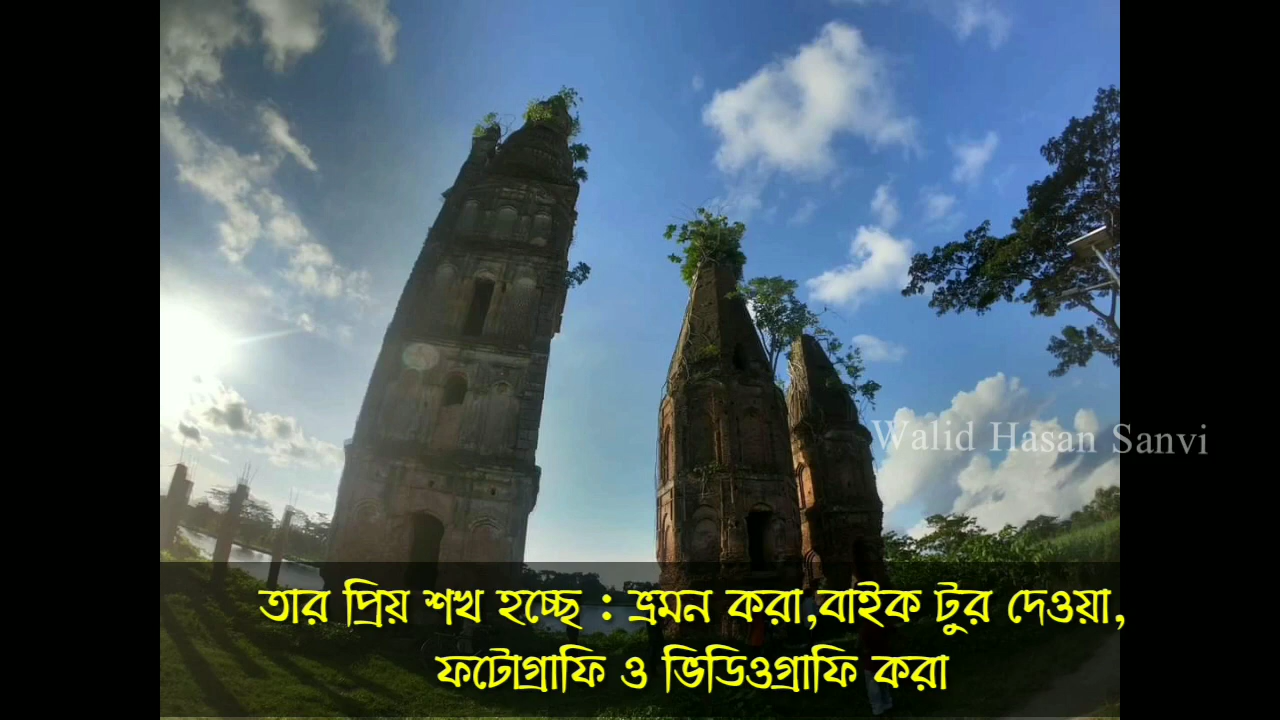 Walid Hasan Sanvi
তার প্রিয় শখ হচ্ছে : ভ্রমন করা,বাইক টুর দেওয়া,
ফটোগ্রাফি ও ভিডিওগ্রাফি করা